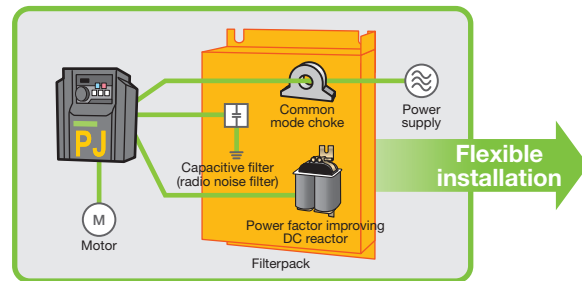 Common
mode choke
Power
supply
PJ
Capacitive filter
(radio noise filter)
Flexible
installation
M
Motor
Power factor improving
DC reactor
Filterpack